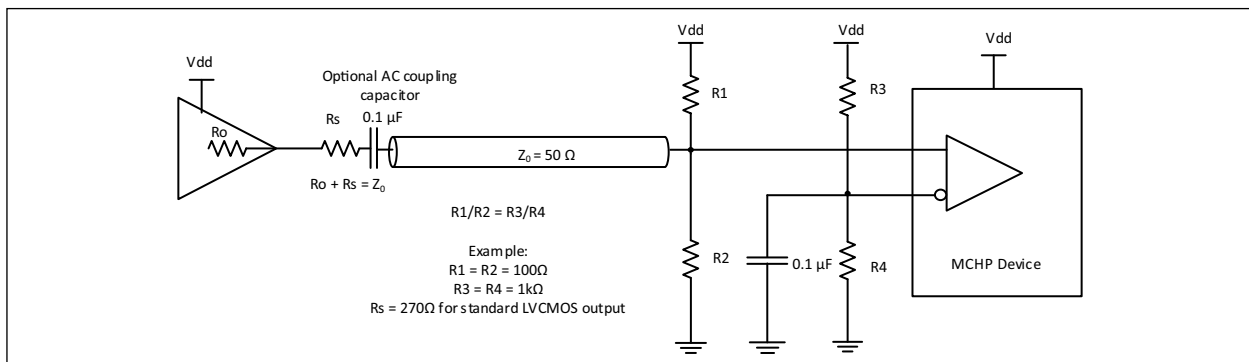 Vdd
Ro
Optional AC coupling
capacitor
Rs
0.1 µF
Ro + Rs = Z₀
Z₀ = 50 Ω
R1/R2 = R3/R4
Example:
R1 = R2 = 100Ω
R3 = R4 = 1kΩ
Rs = 270Ω for standard LVCMOS output
Vdd
R1
R2
Vdd
R3
0.1 µF
R4
Vdd
MCHP Device